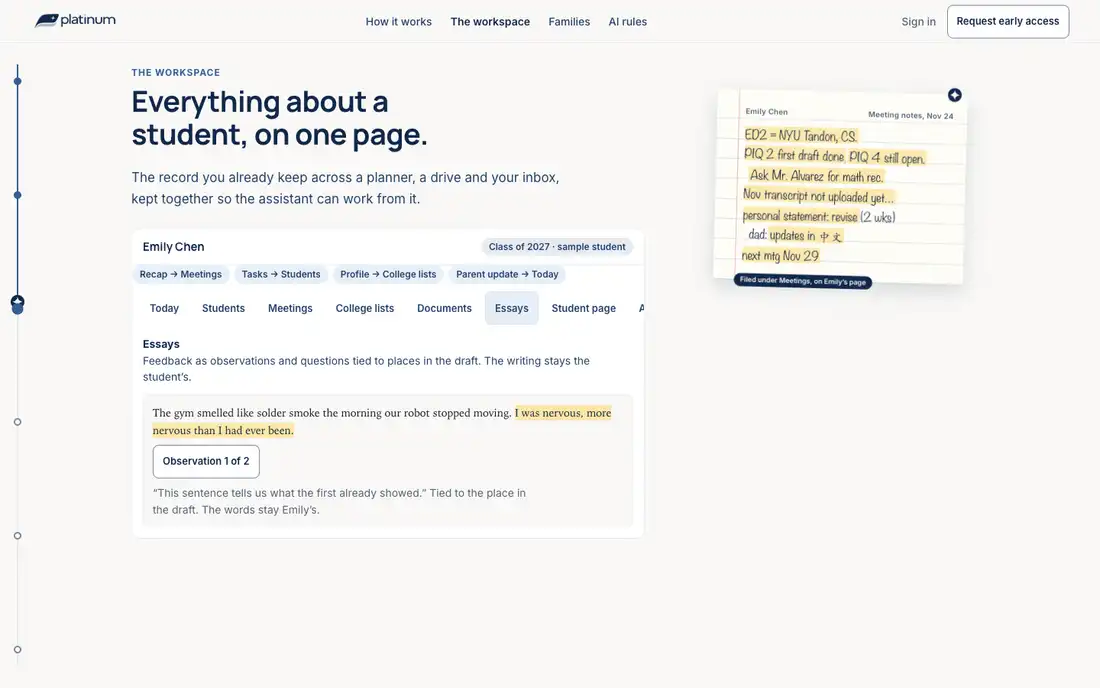 platinum
How it works
The workspace
Families
AI rules
Sign in
Request early access
THE WORKSPACE
Everything about a
student, on one page.
The record you already keep across a planner, a drive and your inbox,
kept together so the assistant can work from it.
Emily Chen
Class of 2027 · sample student
Recap → Meetings
Tasks → Students
Profile → College lists
Parent update → Today
Today
Students
Meetings
College lists
Documents
Essays
Student page
A
Essays
Feedback as observations and questions tied to places in the draft. The writing stays the
student’s.
The gym smelled like solder smoke the morning our robot stopped moving. I was nervous, more
nervous than I had ever been.
Observation 1 of 2
“This sentence tells us what the first already showed.” Tied to the place in
the draft. The words stay Emily’s.
Emily Chen
Meeting notes, Nov 24
ED2 = NYU Tandon, CS.
PIQ 2 first draft done, PIQ 4 still open.
Ask Mr. Alvarez for math rec.
Nov transcript not uploaded yet...
personal statement: revise (2 wks)
dad: updates in 中文
next mtg Nov 29
Filed under Meetings, on Emily’s page